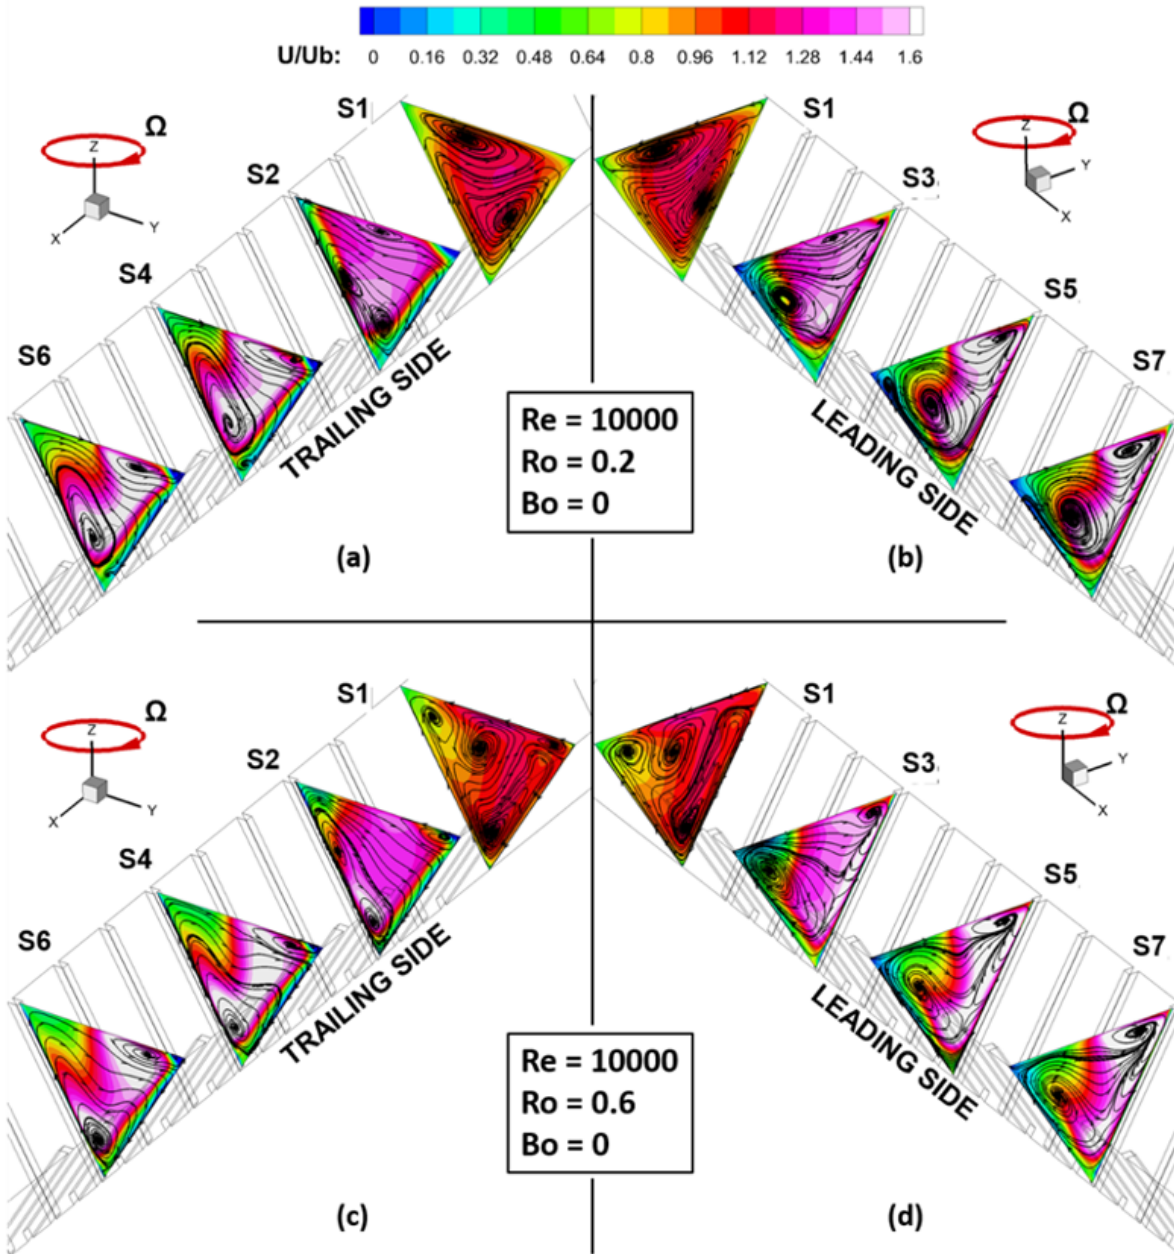 U/Ub: 0 0.16 0.32 0.48 0.64 0.8 0.96 1.12 1.28 1.44 1.6
S1 S1
Ω Ω
Z Z
S2 S3
X Y X Y
S4 S5
S6 S7
TRAILING SIDE LEADING SIDE
Re = 10000
Ro = 0.2
Bo = 0
(a) (b)
S1 S1
Ω Ω
Z Z
S2 S3
X Y X Y
S4 S5
S6 S7
TRAILING SIDE LEADING SIDE
Re = 10000
Ro = 0.6
Bo = 0
(c) (d)